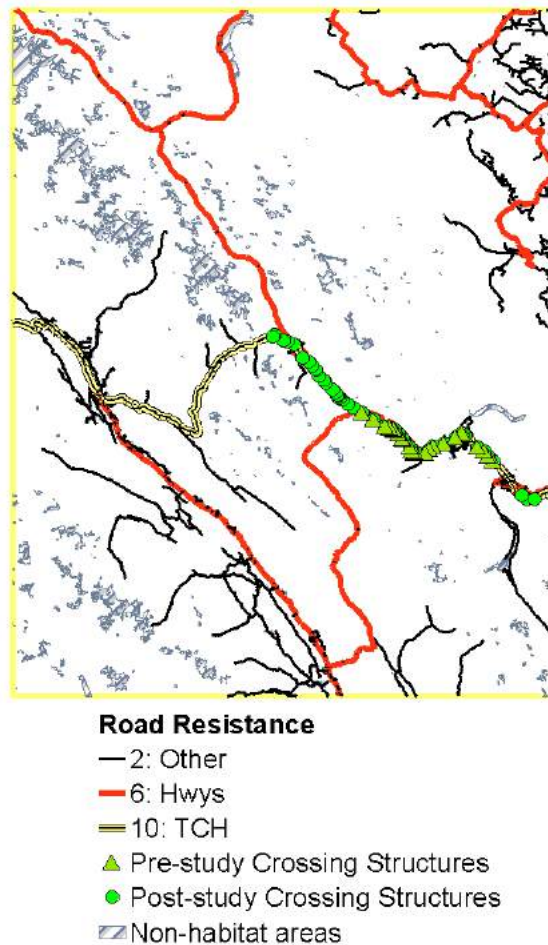 Road Resistance
2: Other
6: Hwys
10: TCH
Pre-study Crossing Structures
Post-study Crossing Structures
Non-habitat areas